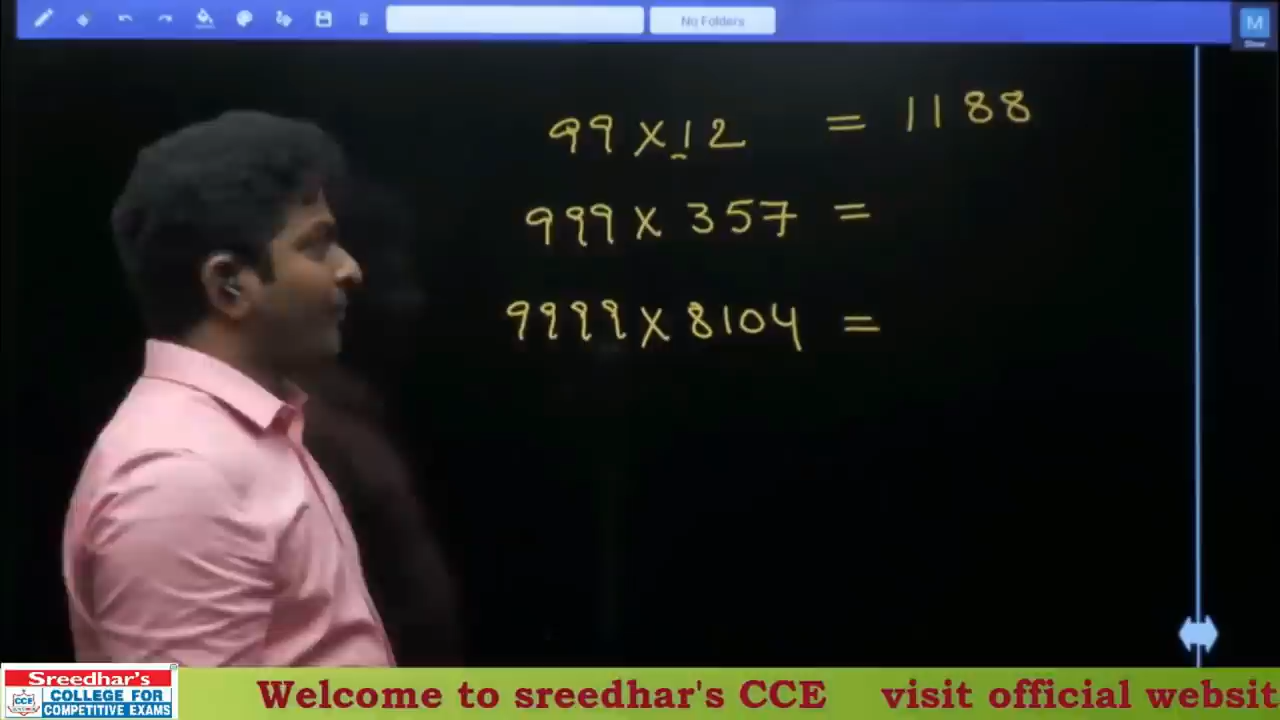 No Folders
M
99 X 12 = 1188
999 X 357 =
9999 X 8104 =
Sreedhar's
CCE
COLLEGE FOR
COMPETITIVE EXAMS
Welcome to sreedhar's CCE visit official websit